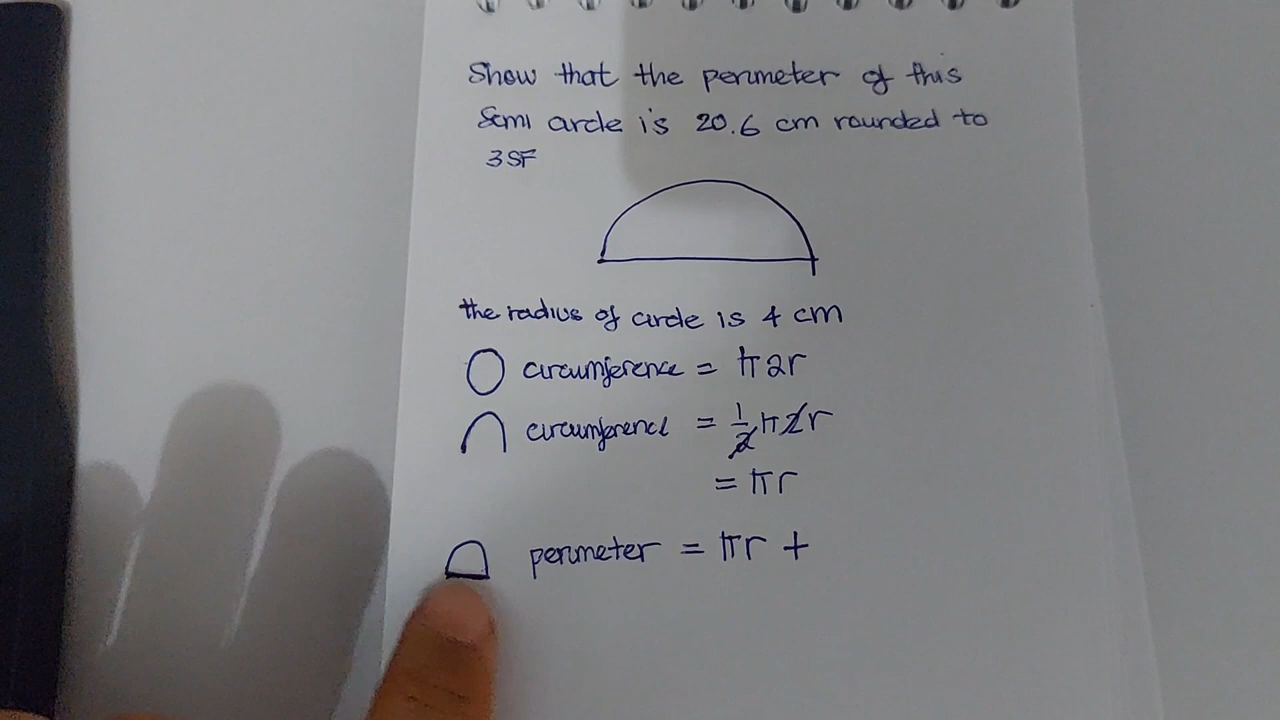 Show that the perimeter of this
Semi circle is 20.6 cm rounded to
3SF
the radius of circle is 4 cm
circumference = π2r
circumference = 1/2 π2r
= πr
perimeter = πr +